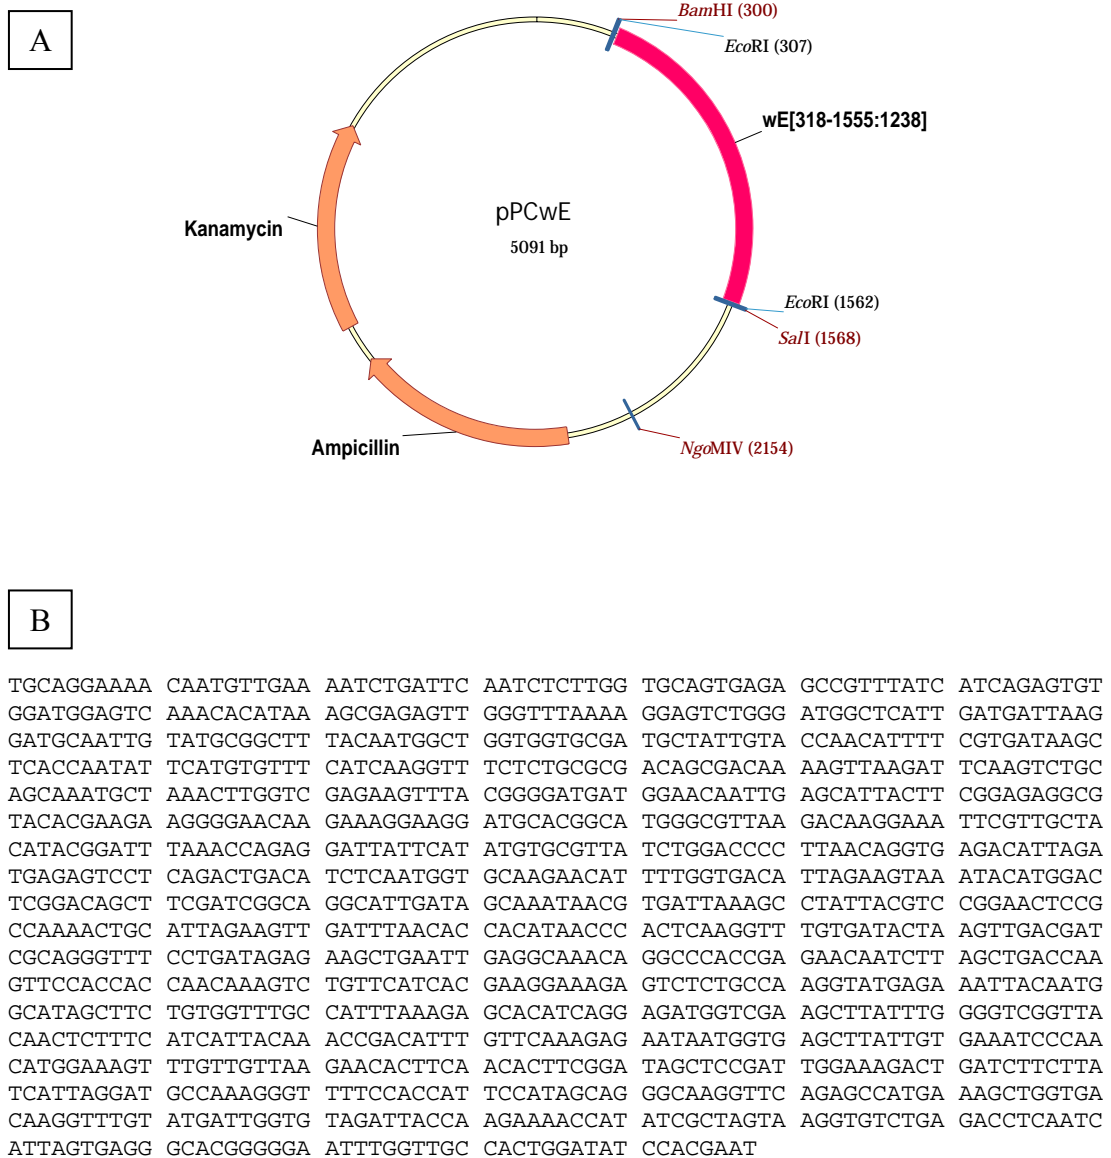 A
BamHI (300)
EcoRI (307)
wE[318-1555:1238]
Kanamycin
pPCwE
5091 bp
EcoRI (1562)
SalI (1568)
Ampicillin
NgoMIV (2154)
B
TGCAGGAAAA CAATGTTGAA AATCTGATTC AATCTCTTGG TGCAGTGAGA GCCGTTTATC ATCAGAGTGT
GGATGGAGTC AAACACATAA AGCGAGAGTT GGGTTTAAAA GGAGTCTGGG ATGGCTCATT GATGATTAAG
GATGCAATTG TATGCGGCTT TACAATGGCT GGTGGTGCGA TGCTATTGTA CCAACATTTT CGTGATAAGC
TCACCAATAT TCATGTGTTT CATCAAGGTT TCTCTGCGCG ACAGCGACAA AAGTTAAGAT TCAAGTCTGC
AGCAAATGCT AAACTTGGTC GAGAAGTTTA CGGGGATGAT GGAACAATTG AGCATTACTT CGGAGAGGCG
TACACGAAGA AGGGGAACAA GAAAGGAAGG ATGCACGGCA TGGGCGTTAA GACAAGGAAA TTCGTTGCTA
CATACGGATT TAAACCAGAG GATTATTCAT ATGTGCGTTA TCTGGACCCC TTAACAGGTG AGACATTAGA
TGAGAGTCCT CAGACTGACA TCTCAATGGT GCAAGAACAT TTTGGTGACA TTAGAAGTAA ATACATGGAC
TCGGACAGCT TCGATCGGCA GGCATTGATA GCAAATAACG TGATTAAAGC CTATTACGTC CGGAACTCCG
CCAAAACTGC ATTAGAAGTT GATTTAACAC CACATAACCC ACTCAAGGTT TGTGATACTA AGTTGACGAT
CGCAGGGTTT CCTGATAGAG AAGCTGAATT GAGGCAAACA GGCCCACCGA GAACAATCTT AGCTGACCAA
GTTCCACCAC CAACAAAGTC TGTTCATCAC GAAGGAAAGA GTCTCTGCCA AGGTATGAGA AATTACAATG
GCATAGCTTC TGTGGTTTGC CATTTAAAGA GCACATCAGG AGATGGTCGA AGCTTATTTG GGGTCGGTTA
CAACTCTTTC ATCATTACAA ACCGACATTT GTTCAAAGAG AATAATGGTG AGCTTATTGT GAAATCCCAA
CATGGAAAGT TTGTTGTTAA GAACACTTCA ACACTTCGGA TAGCTCCGAT TGGAAAGACT GATCTTCTTA
TCATTAGGAT GCCAAAGGGT TTTCCACCAT TCCATAGCAG GGCAAGGTTC AGAGCCATGA AAGCTGGTGA
CAAGGTTTGT ATGATTGGTG TAGATTACCA AGAAAACCAT ATCGCTAGTA AGGTGTCTGA GACCTCAATC
ATTAGTGAGG GCACGGGGGA ATTTGGTTGC CACTGGATAT CCACGAAT